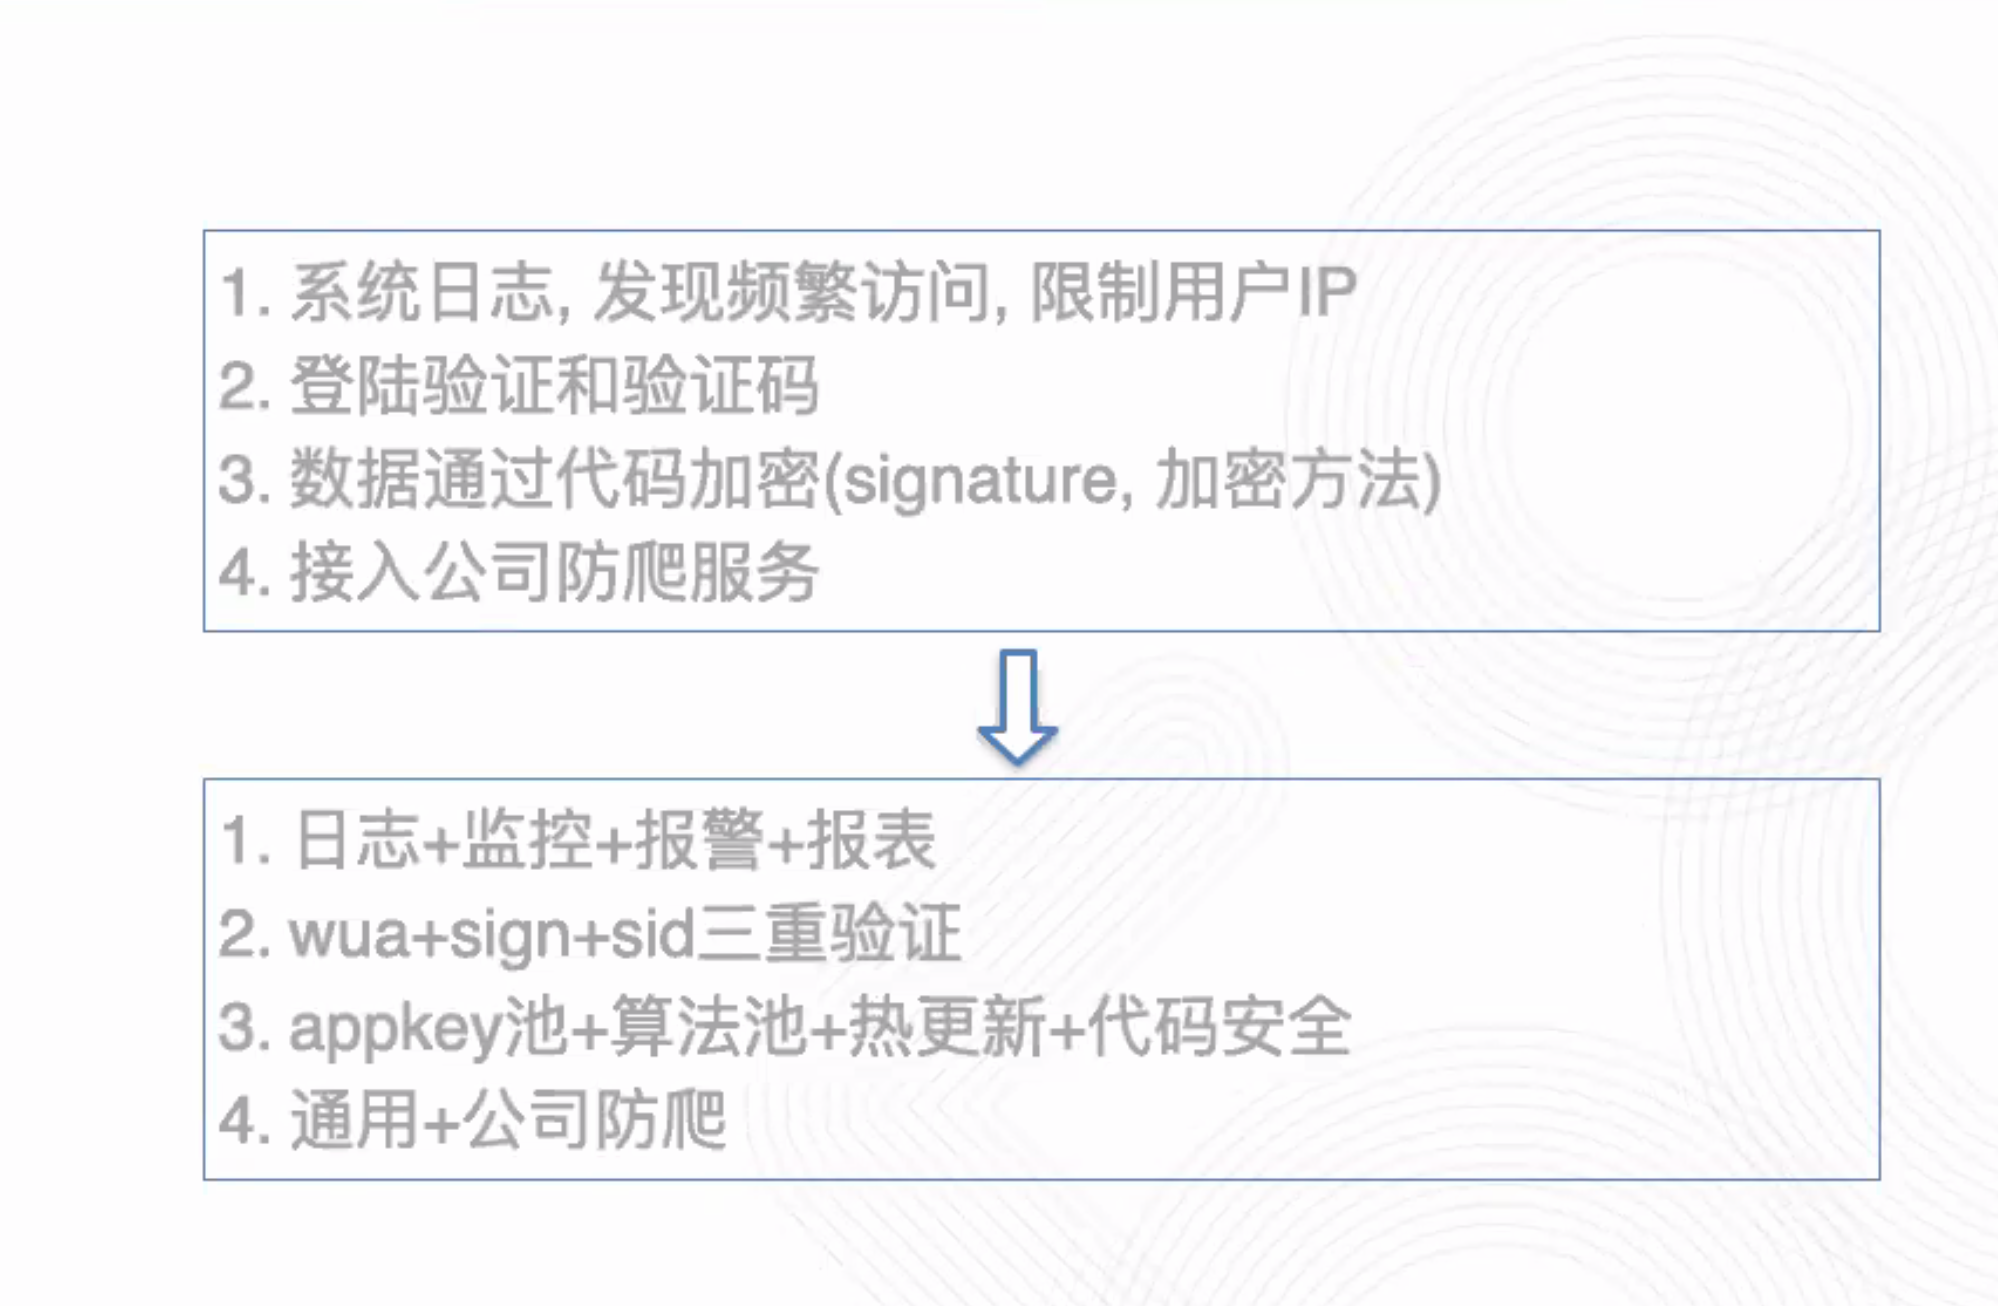 1. 系统日志, 发现频繁访问, 限制用户IP
2. 登陆验证和验证码
3. 数据通过代码加密(signature, 加密方法)
4. 接入公司防爬服务
1. 日志+监控+报警+报表
2. wua+sign+sid三重验证
3. appkey池+算法池+热更新+代码安全
4. 通用+公司防爬